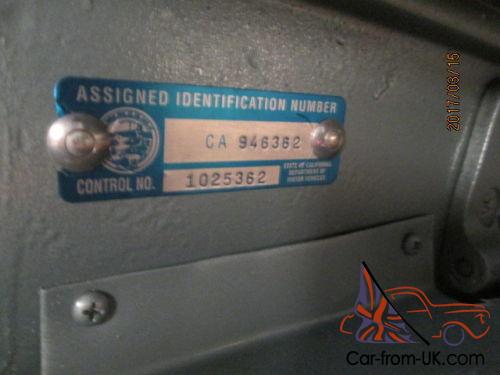 ASSIGNED IDENTIFICATION NUMBER
CA 946362
CONTROL NO.
1025362
STATE OF CALIFORNIA
DEPARTMENT OF
MOTOR VEHICLES
2017/03/15
Car-from-UK.com